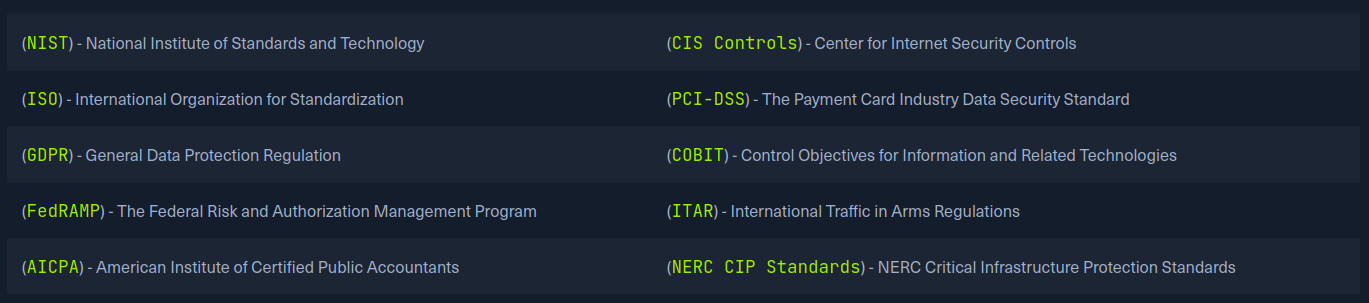 (NIST) - National Institute of Standards and Technology
(CIS Controls) - Center for Internet Security Controls
(ISO) - International Organization for Standardization
(PCI-DSS) - The Payment Card Industry Data Security Standard
(GDPR) - General Data Protection Regulation
(COBIT) - Control Objectives for Information and Related Technologies
(FedRAMP) - The Federal Risk and Authorization Management Program
(ITAR) - International Traffic in Arms Regulations
(AICPA) - American Institute of Certified Public Accountants
(NERC CIP Standards) - NERC Critical Infrastructure Protection Standards